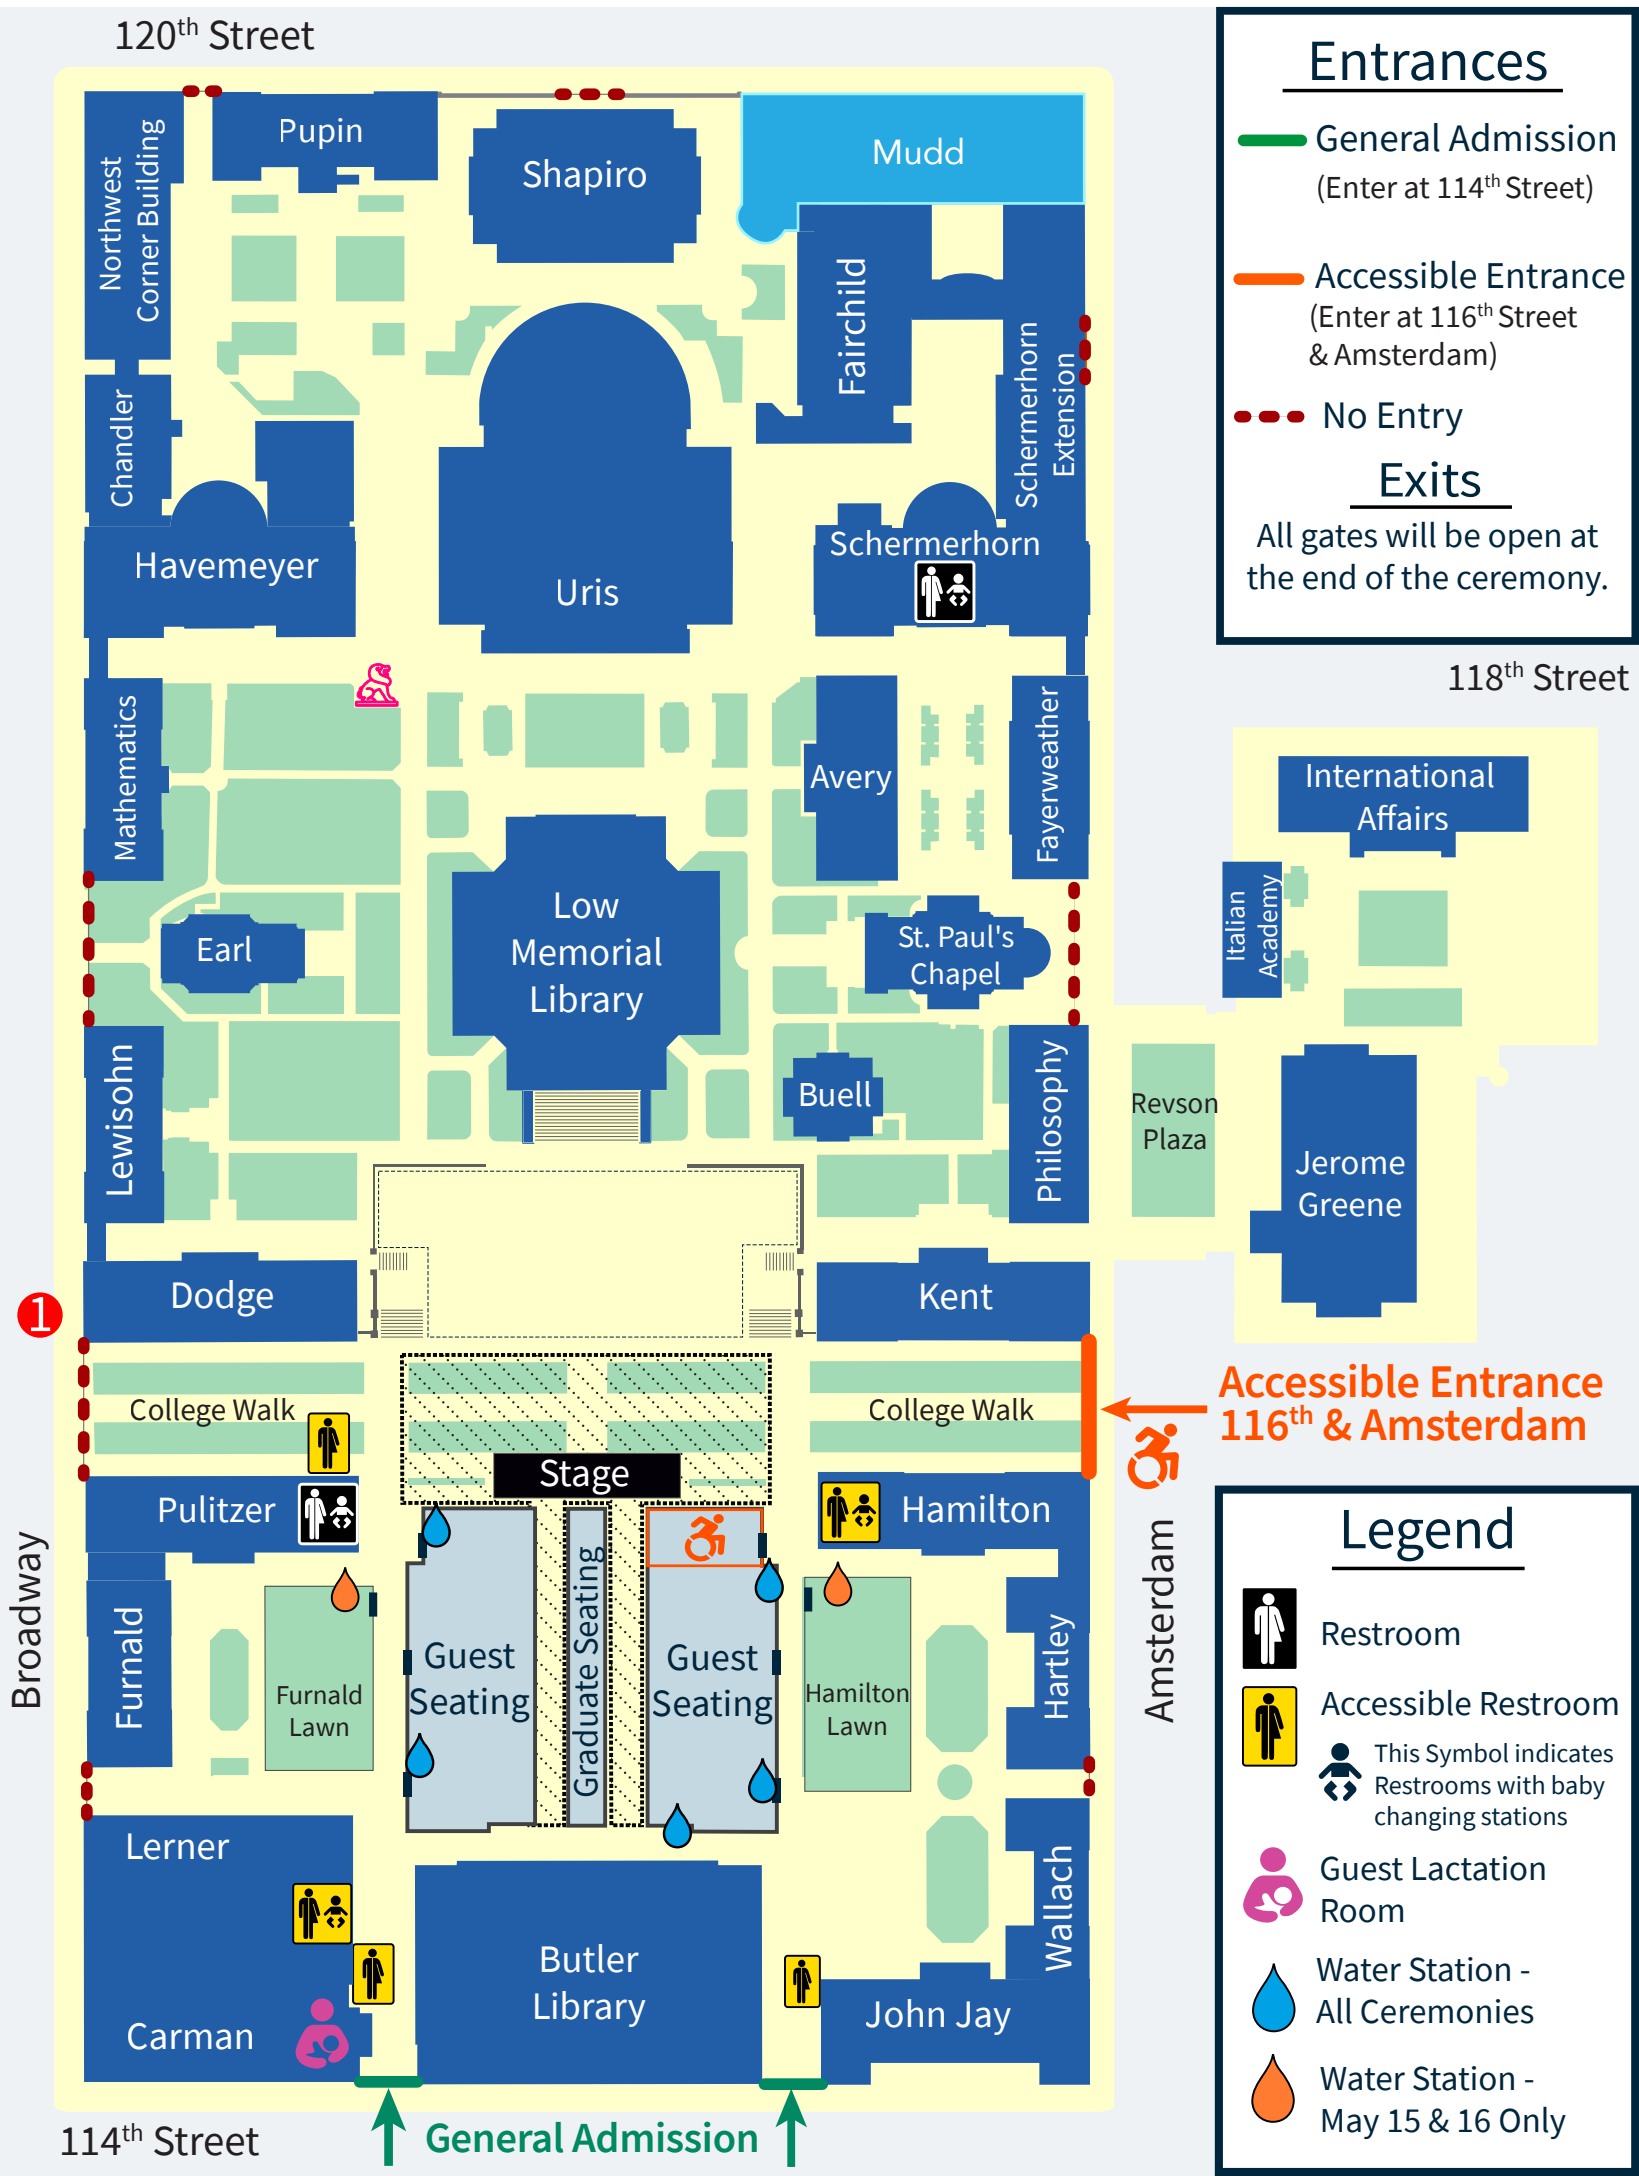 120th Street
Entrances
General Admission
(Enter at 114th Street)
Accessible Entrance
(Enter at 116th Street
& Amsterdam)
No Entry
Exits
All gates will be open at
the end of the ceremony.
Northwest
Corner Building
Pupin
Shapiro
Mudd
Fairchild
Schermerhorn
Extension
Chandler
Havemeyer
Uris
Schermerhorn
118th Street
Mathematics
Avery
Fayerweather
International
Affairs
Italian
Academy
Earl
Low
Memorial
Library
St. Paul's
Chapel
Lewisohn
Buell
Philosophy
Revson
Plaza
Jerome
Greene
1
Dodge
Kent
College Walk
College Walk
Accessible Entrance
116th & Amsterdam
Stage
Pulitzer
Hamilton
Broadway
Furnald
Furnald
Lawn
Guest
Seating
Graduate Seating
Guest
Seating
Hamilton
Lawn
Hartley
Amsterdam
Legend
Restroom
Accessible Restroom
This Symbol indicates
Restrooms with baby
changing stations
Guest Lactation
Room
Water Station -
All Ceremonies
Water Station -
May 15 & 16 Only
Lerner
Carman
Butler
Library
Wallach
John Jay
114th Street
General Admission